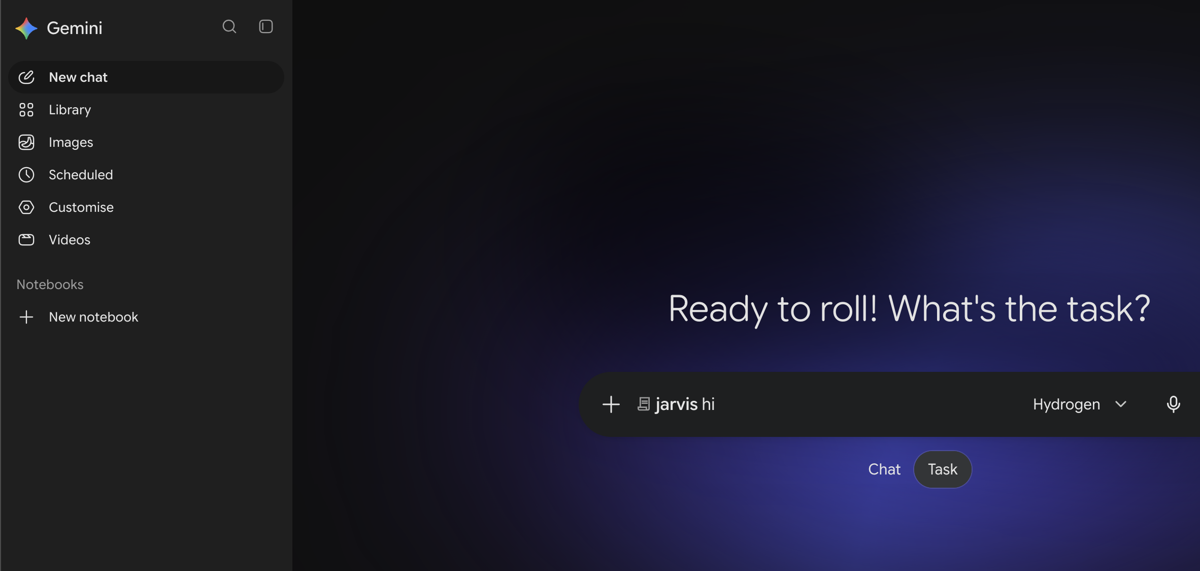 Gemini
New chat
Library
Images
Scheduled
Customise
Videos
Notebooks
New notebook
Ready to roll! What's the task?
jarvis hi
Hydrogen
Chat
Task